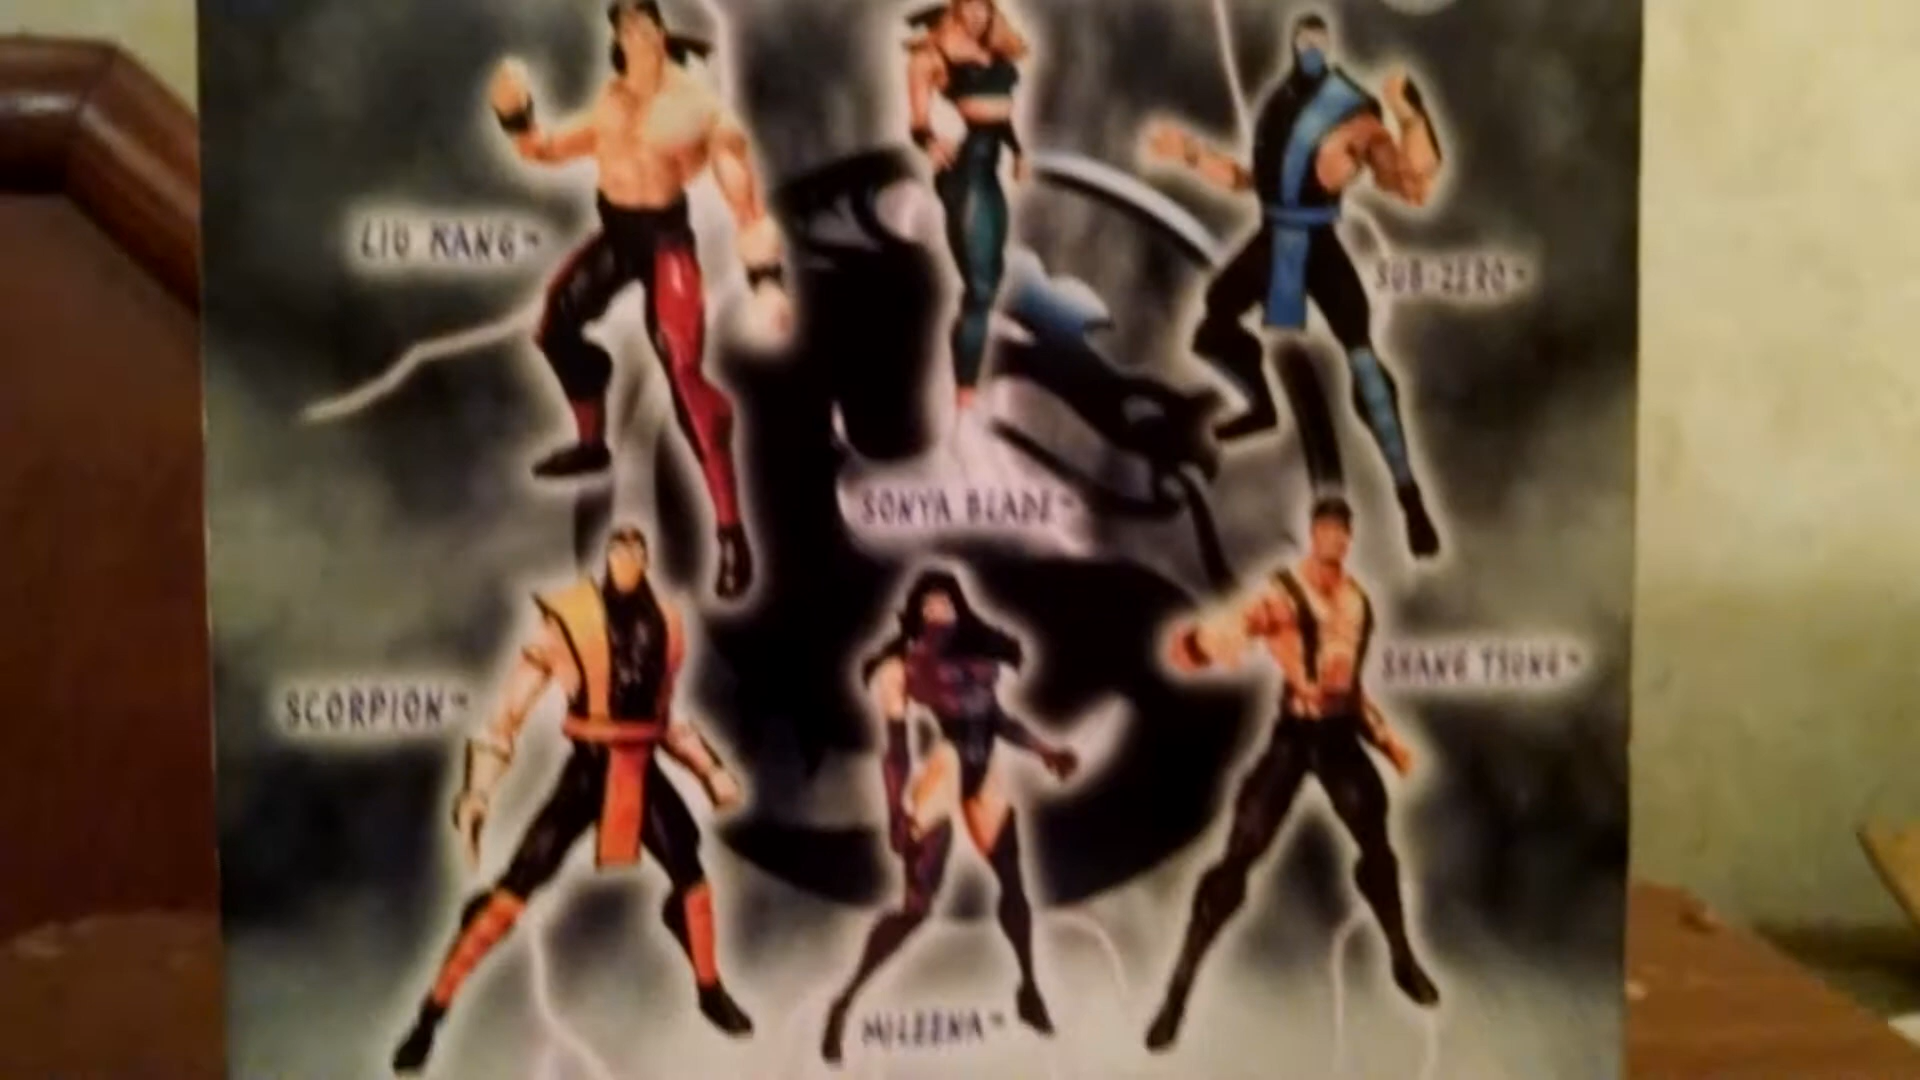 LIU KANG™
SUB-ZERO™
SONYA BLADE™
SCORPION™
SHANG TSUNG™
MILEENA™